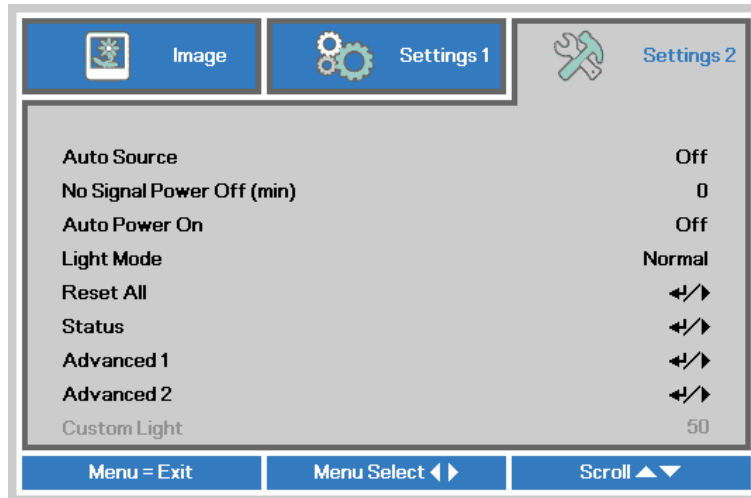 Image Settings 1 Settings 2
Auto Source Off
No Signal Power Off (min) 0
Auto Power On Off
Light Mode Normal
Reset All ↵/▶
Status ↵/▶
Advanced 1 ↵/▶
Advanced 2 ↵/▶
Custom Light 50
Menu = Exit Menu Select ◀▶ Scroll ▲▼